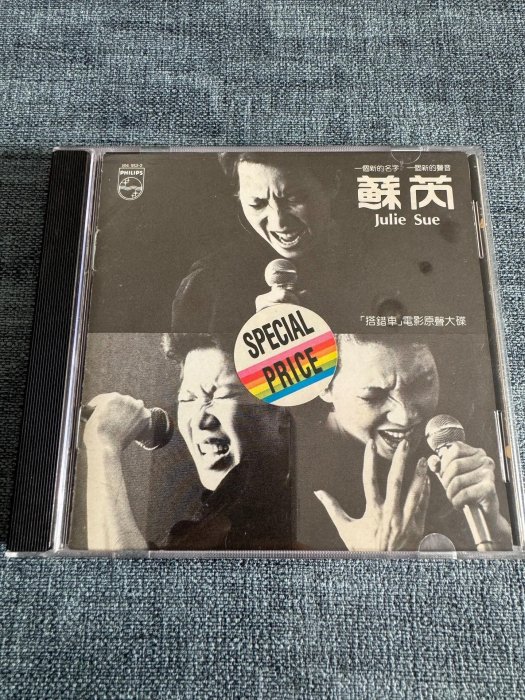 PHILIPS
一個新的名字 一個新的聲音
蘇芮
Julie Sue
「搭錯車」電影原聲大碟
SPECIAL
PRICE